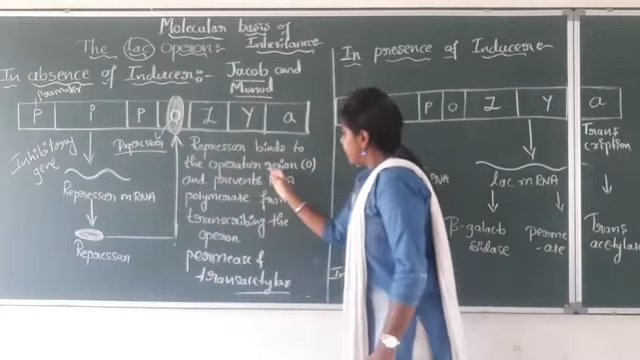 Molecular basis of
Inheritance
The lac operon:-
In absence of Inducer:-
Jacob and
Monod
In presence of Inducer-
Promoter
P i P O Z Y a
P O Z Y a
Inhibitory
gene
Repressor
Repressor mRNA
Repressor
Repressor binds to
the operator region (O)
and prevents
polymerase from
transcribing the
operon
permease &
transacetylase
lac mRNA
β-galacto
sidase
Perme
-ase
Trans
cription
Trans
acetylase